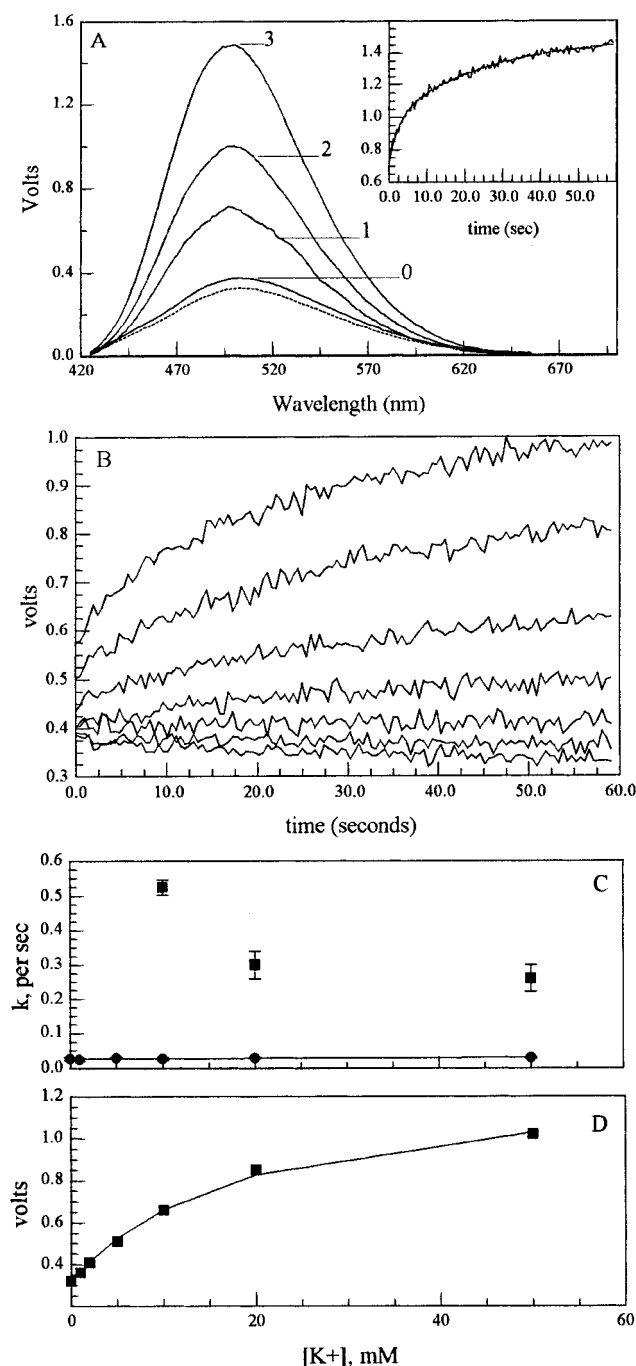 A
3
2
1
0
1.6
1.2
0.8
0.4
0.0
Volts
420 470 520 570 620 670
Wavelength (nm)
1.4
1.2
1.0
0.8
0.6
0.0 10.0 20.0 30.0 40.0 50.0
time (sec)
B
1.0
0.9
0.8
0.7
0.6
0.5
0.4
0.3
volts
0.0 10.0 20.0 30.0 40.0 50.0 60.0
time (seconds)
C
0.6
0.5
0.4
0.3
0.2
0.1
0.0
k, per sec
0 20 40 60
D
1.2
1.0
0.8
0.6
0.4
volts
0 20 40 60
[K+], mM